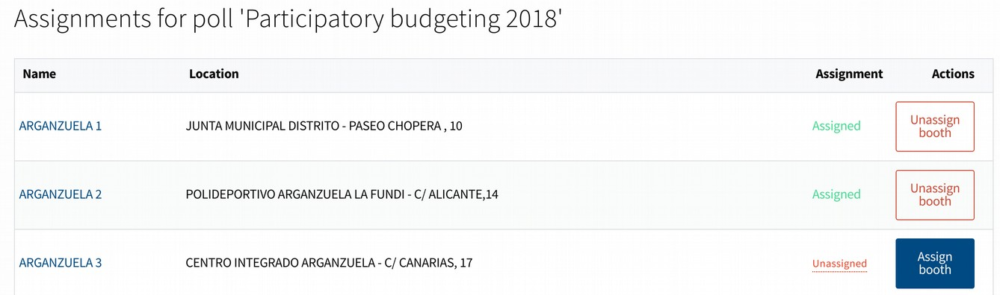 Assignments for poll 'Participatory budgeting 2018'
Name Location Assignment Actions
ARGANZUELA 1 JUNTA MUNICIPAL DISTRITO - PASEO CHOPERA , 10 Assigned Unassign
booth
ARGANZUELA 2 POLIDEPORTIVO ARGANZUELA LA FUNDI - C/ ALICANTE,14 Assigned Unassign
booth
ARGANZUELA 3 CENTRO INTEGRADO ARGANZUELA - C/ CANARIAS, 17 Unassigned Assign
booth